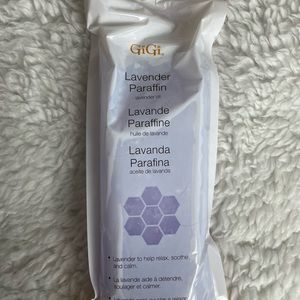 GiGi
Lavender
Paraffin
lavender oil
Lavande
Paraffine
huile de lavande
Lavanda
Parafina
aceite de lavanda
• Lavender to help relax, soothe
and calm.
• La lavande aide à détendre,
soulager et calmer.